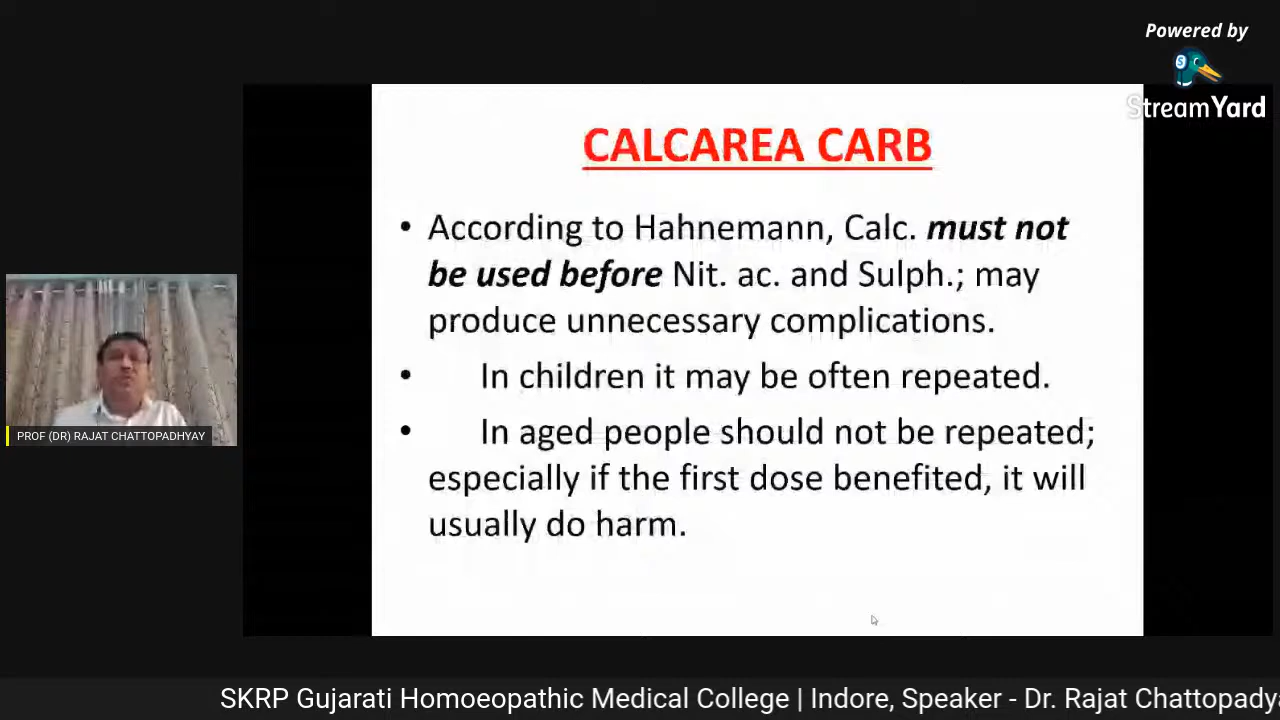 Powered by
StreamYard
CALCAREA CARB
• According to Hahnemann, Calc. must not
be used before Nit. ac. and Sulph.; may
produce unnecessary complications.
• In children it may be often repeated.
• In aged people should not be repeated;
especially if the first dose benefited, it will
usually do harm.
PROF (DR) RAJAT CHATTOPADHYAY
SKRP Gujarati Homoeopathic Medical College | Indore, Speaker - Dr. Rajat Chattopady